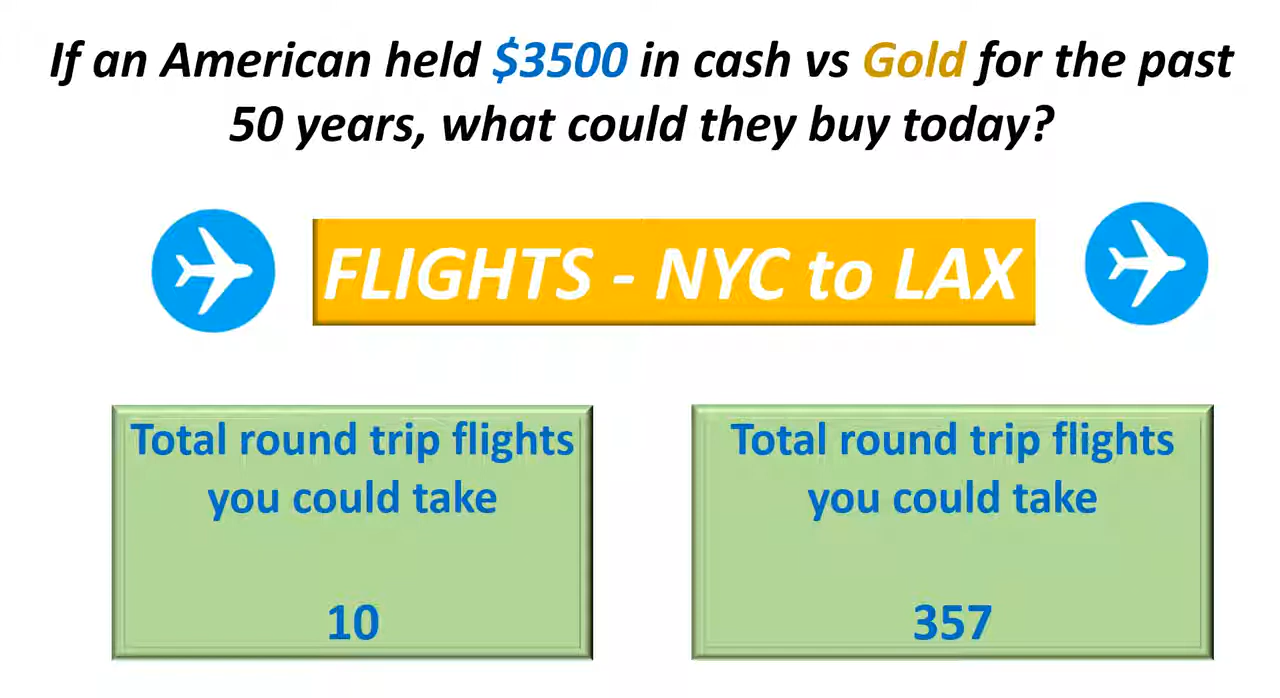 If an American held $3500 in cash vs Gold for the past
50 years, what could they buy today?
FLIGHTS - NYC to LAX
Total round trip flights
you could take
10
Total round trip flights
you could take
357